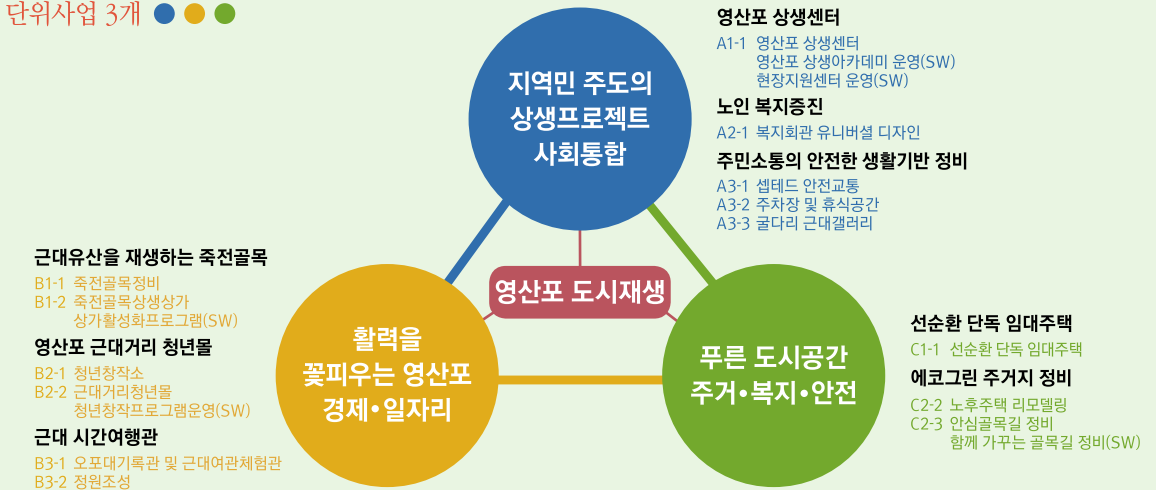 단위사업 3개
지역민 주도의
상생프로젝트
사회통합
영산포 상생센터
A1-1 영산포 상생센터
영산포 상생아카데미 운영(SW)
현장지원센터 운영(SW)
노인 복지증진
A2-1 복지회관 유니버셜 디자인
주민소통의 안전한 생활기반 정비
A3-1 셉테드 안전교통
A3-2 주차장 및 휴식공간
A3-3 굴다리 근대갤러리
영산포 도시재생
근대유산을 재생하는 죽전골목
B1-1 죽전골목정비
B1-2 죽전골목상생상가
상가활성화프로그램(SW)
영산포 근대거리 청년몰
B2-1 청년창작소
B2-2 근대거리청년몰
청년창작프로그램운영(SW)
근대 시간여행관
B3-1 오포대기록관 및 근대여관체험관
B3-2 정원조성
활력을
꽃피우는 영산포
경제•일자리
푸른 도시공간
주거•복지•안전
선순환 단독 임대주택
C1-1 선순환 단독 임대주택
에코그린 주거지 정비
C2-2 노후주택 리모델링
C2-3 안심골목길 정비
함께 가꾸는 골목길 정비(SW)